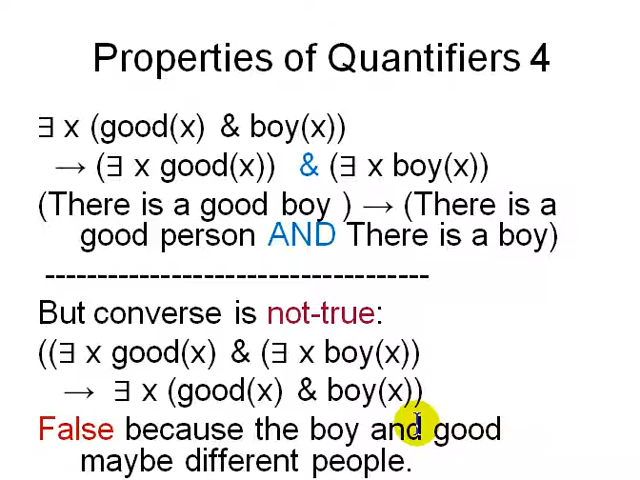 Properties of Quantifiers 4
∃ x (good(x) & boy(x))
→ (∃ x good(x)) & (∃ x boy(x))
(There is a good boy ) → (There is a
good person AND There is a boy)
------------------------------------
But converse is not-true:
((∃ x good(x) & (∃ x boy(x))
→ ∃ x (good(x) & boy(x))
False because the boy and good
maybe different people.